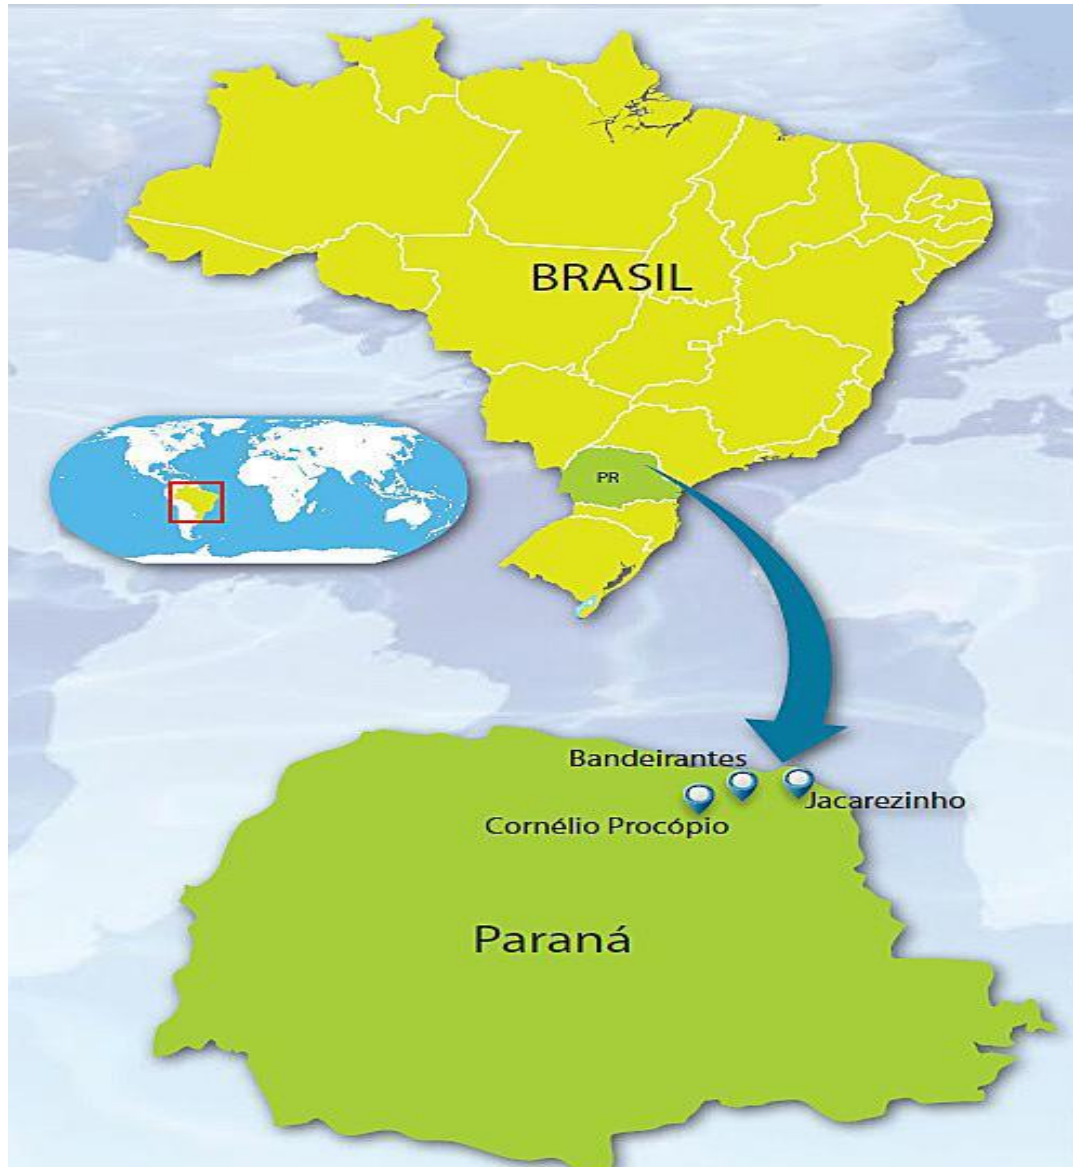 BRASIL
PR
Bandeirantes
Jacarezinho
Cornélio Procópio
Paraná